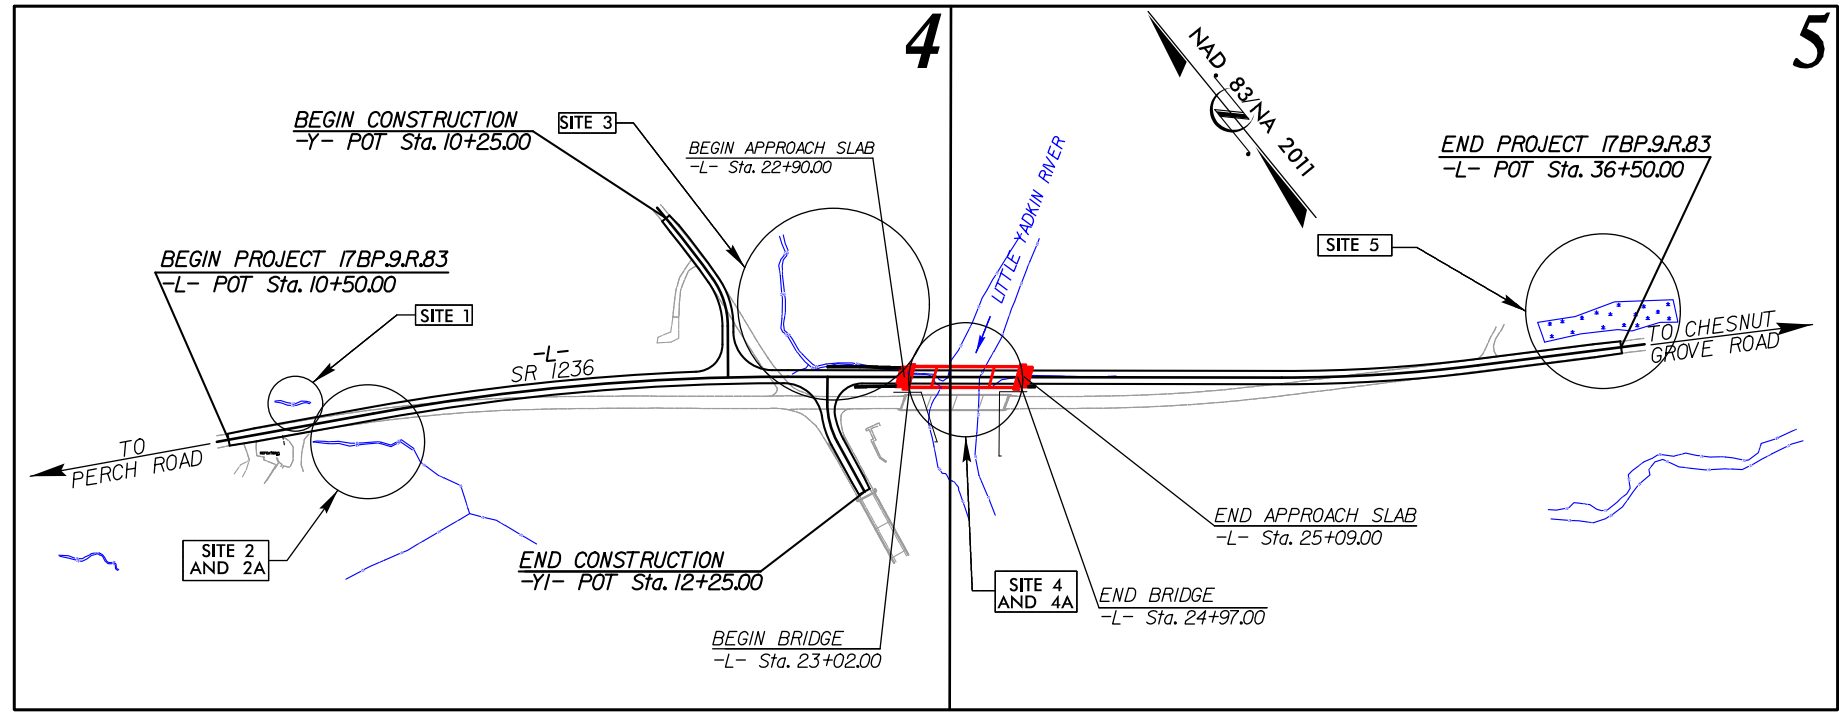 4
5
NAD 83/NA 2011
BEGIN CONSTRUCTION
-Y- POT Sta. 10+25.00
SITE 3
BEGIN APPROACH SLAB
-L- Sta. 22+90.00
LITTLE YADKIN RIVER
END PROJECT 17BP.9.R.83
-L- POT Sta. 36+50.00
SITE 5
BEGIN PROJECT 17BP.9.R.83
-L- POT Sta. 10+50.00
SITE 1
-L-
SR 1236
TO CHESNUT
GROVE ROAD
TO
PERCH ROAD
SITE 2
AND 2A
END CONSTRUCTION
-Y1- POT Sta. 12+25.00
END APPROACH SLAB
-L- Sta. 25+09.00
SITE 4
AND 4A
END BRIDGE
-L- Sta. 24+97.00
BEGIN BRIDGE
-L- Sta. 23+02.00